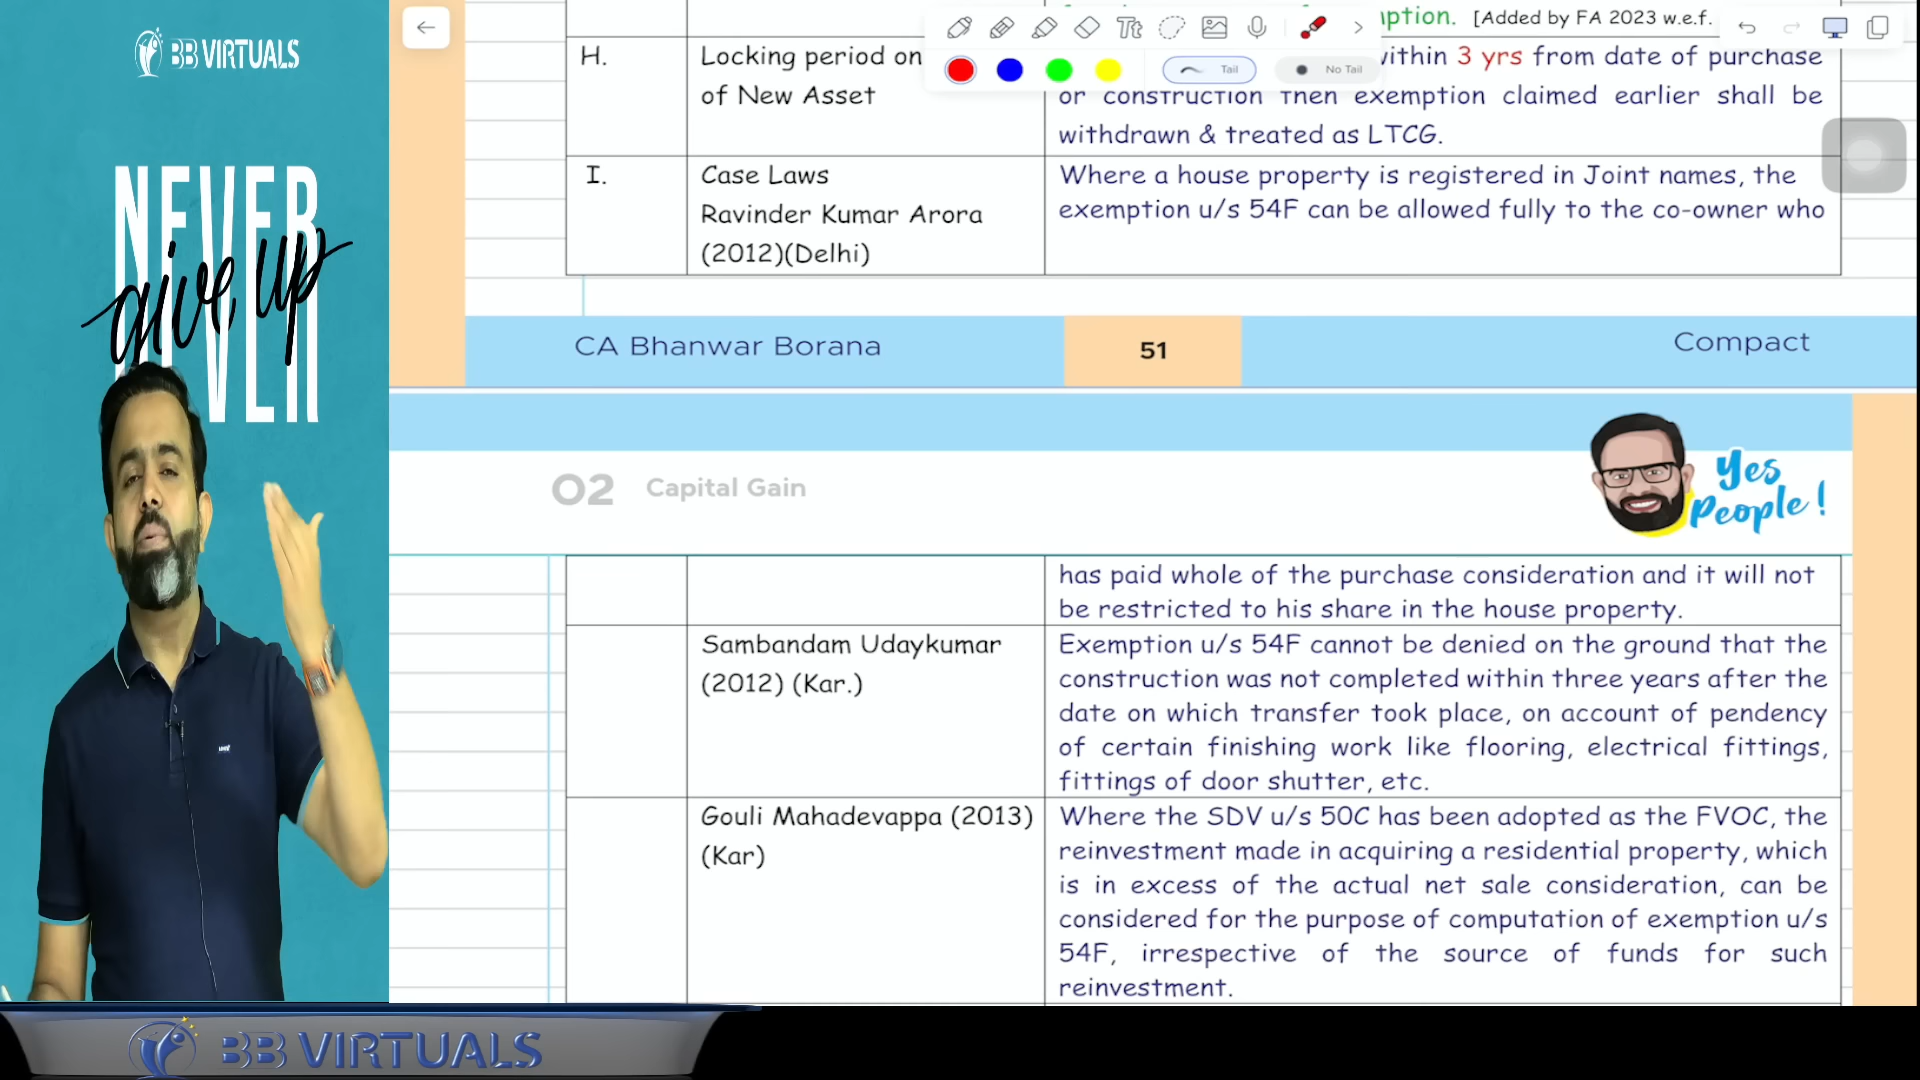 BB VIRTUALS
NEVER
give up
NEVER
ption. [Added by FA 2023 w.e.f.
Tt
Tail
No Tail
H.
Locking period on
of New Asset
within 3 yrs from date of purchase
or construction then exemption claimed earlier shall be
withdrawn & treated as LTCG.
I.
Case Laws
Ravinder Kumar Arora
(2012)(Delhi)
Where a house property is registered in Joint names, the
exemption u/s 54F can be allowed fully to the co-owner who
CA Bhanwar Borana
51
Compact
02 Capital Gain
Yes
People !
has paid whole of the purchase consideration and it will not
be restricted to his share in the house property.
Sambandam Udaykumar
(2012) (Kar.)
Exemption u/s 54F cannot be denied on the ground that the
construction was not completed within three years after the
date on which transfer took place, on account of pendency
of certain finishing work like flooring, electrical fittings,
fittings of door shutter, etc.
Gouli Mahadevappa (2013)
(Kar)
Where the SDV u/s 50C has been adopted as the FVOC, the
reinvestment made in acquiring a residential property, which
is in excess of the actual net sale consideration, can be
considered for the purpose of computation of exemption u/s
54F, irrespective of the source of funds for such
reinvestment.
BB VIRTUALS